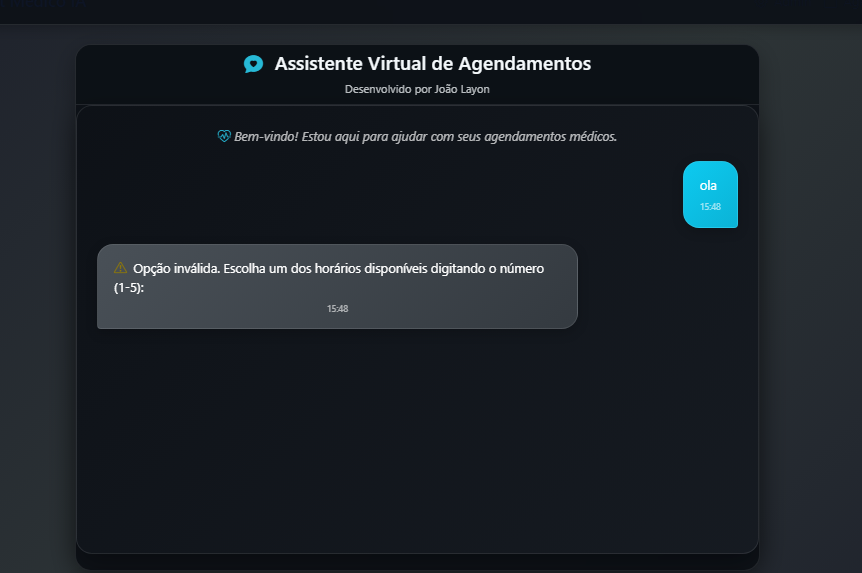 Assistente Virtual de Agendamentos
Desenvolvido por João Layon
Bem-vindo! Estou aqui para ajudar com seus agendamentos médicos.
ola
15:48
Opção inválida. Escolha um dos horários disponíveis digitando o número
(1-5):
15:48